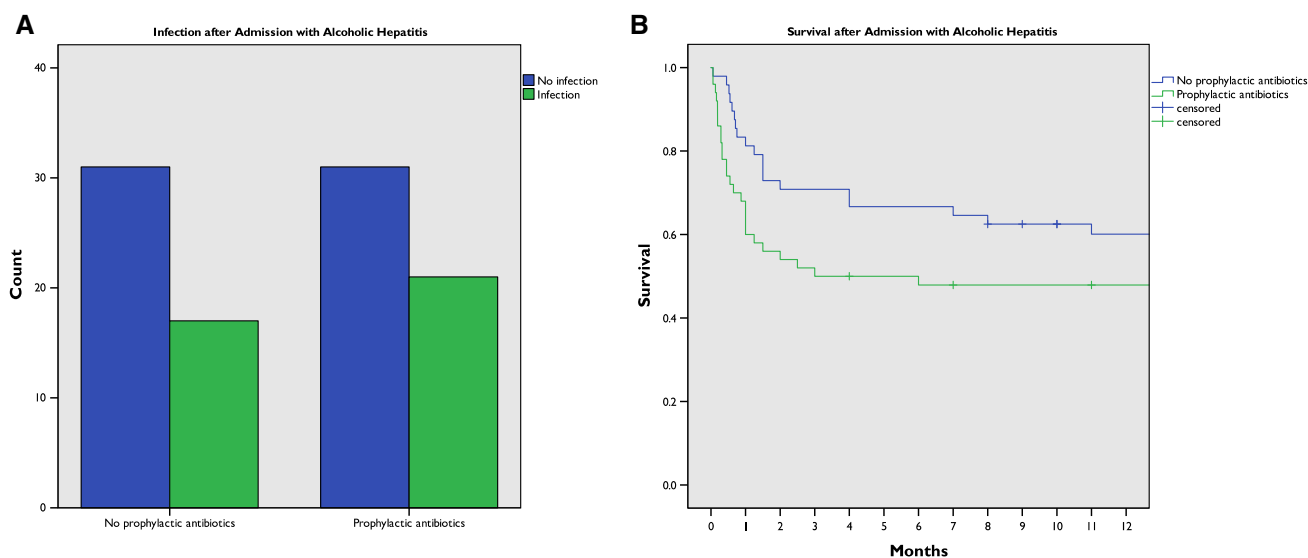 A
Infection after Admission with Alcoholic Hepatitis
No infection
Infection
Count
40
30
20
10
0
No prophylactic antibiotics
Prophylactic antibiotics
B
Survival after Admission with Alcoholic Hepatitis
No prophylactic antibiotics
Prophylactic antibiotics
censored
censored
Survival
1.0
0.8
0.6
0.4
0.2
0.0
0 1 2 3 4 5 6 7 8 9 10 11 12
Months